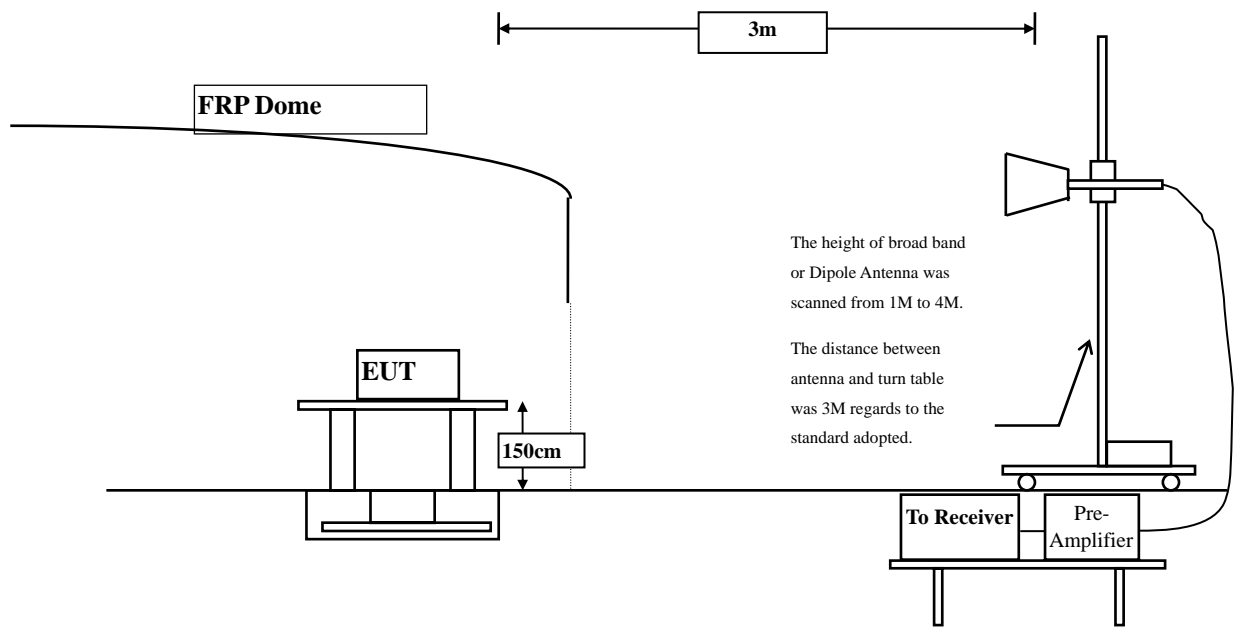 3m
FRP Dome
The height of broad band
or Dipole Antenna was
scanned from 1M to 4M.
The distance between
antenna and turn table
was 3M regards to the
standard adopted.
EUT
150cm
To Receiver
Pre-
Amplifier